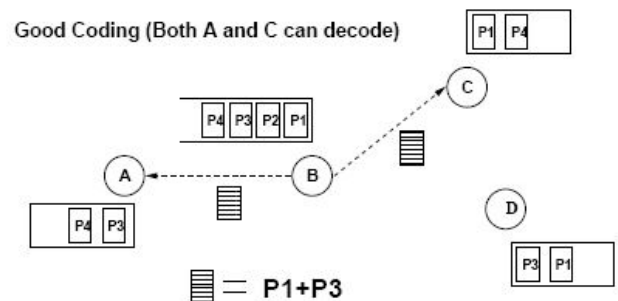 Good Coding (Both A and C can decode)
P1 P4
C
P4 P3 P2 P1
A
B
P4 P3
D
P3 P1
= P1+P3